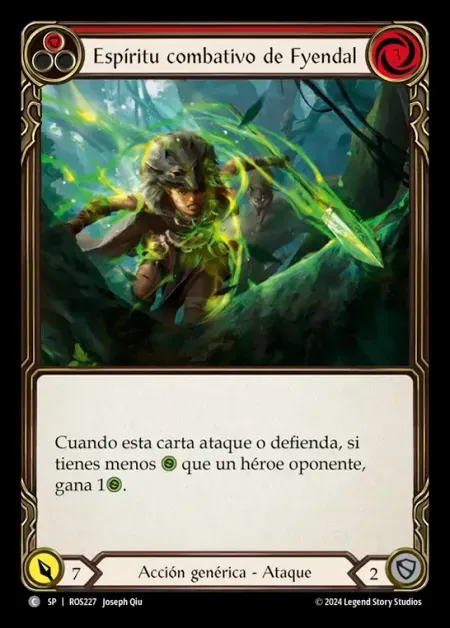 Espíritu combativo de Fyendal
3
Cuando esta carta ataque o defienda, si
tienes menos que un héroe oponente,
gana 1.
7
Acción genérica - Ataque
2
C SP | ROS227 Joseph Qiu
© 2024 Legend Story Studios